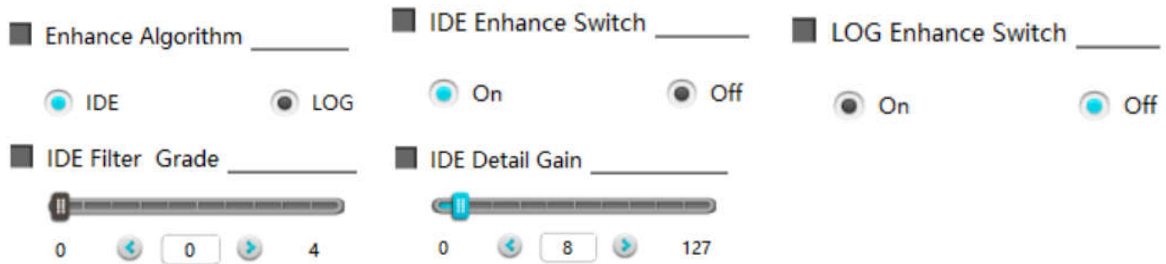 Enhance Algorithm
IDE LOG
IDE Enhance Switch
On Off
LOG Enhance Switch
On Off
IDE Filter Grade
0 0 4
IDE Detail Gain
0 8 127